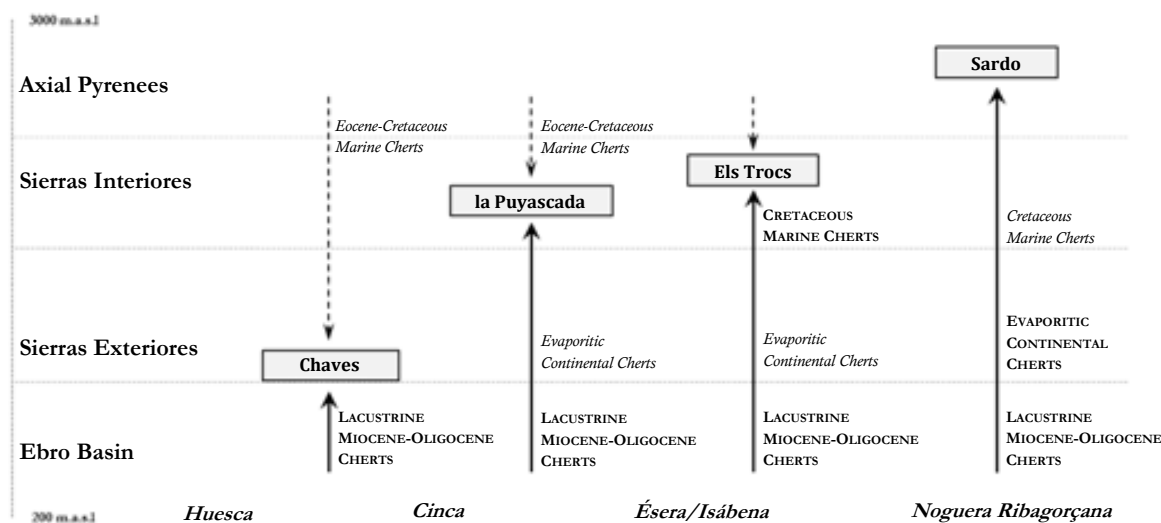 3000 m.a.s.l
Axial Pyrenees
Sardo
Eocene-Cretaceous
Marine Cherts
Eocene-Cretaceous
Marine Cherts
Sierras Interiores
la Puyascada
Els Trocs
CRETACEOUS
MARINE CHERTS
Cretaceous
Marine Cherts
Sierras Exteriores
Chaves
Evaporitic
Continental Cherts
Evaporitic
Continental Cherts
EVAPORITIC
CONTINENTAL
CHERTS
Ebro Basin
LACUSTRINE
MIOCENE-OLIGOCENE
CHERTS
LACUSTRINE
MIOCENE-OLIGOCENE
CHERTS
LACUSTRINE
MIOCENE-OLIGOCENE
CHERTS
LACUSTRINE
MIOCENE-OLIGOCENE
CHERTS
200 m.a.s.l
Huesca
Cinca
Ésera/Isábena
Noguera Ribagorçana